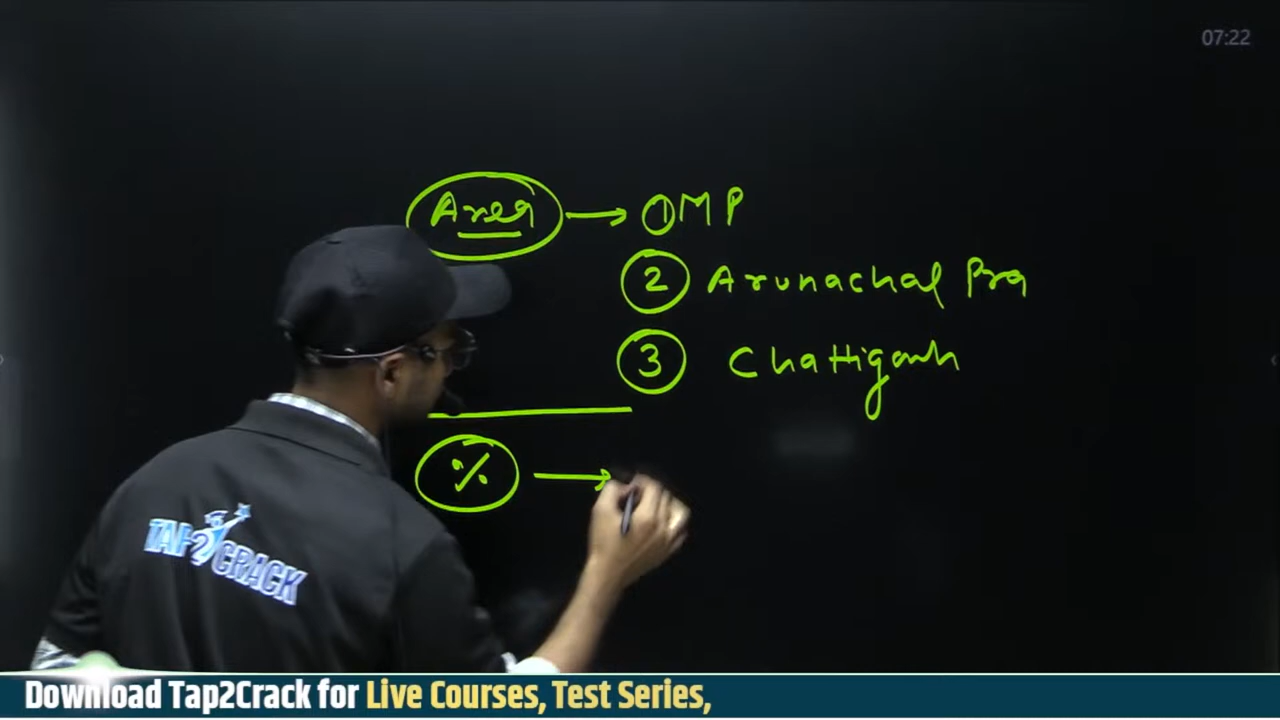 07:22
Area → ① MP
② Arunachal Pra
③ Chattigarh
% →
TAP2CRACK
Download Tap2Crack for Live Courses, Test Series,